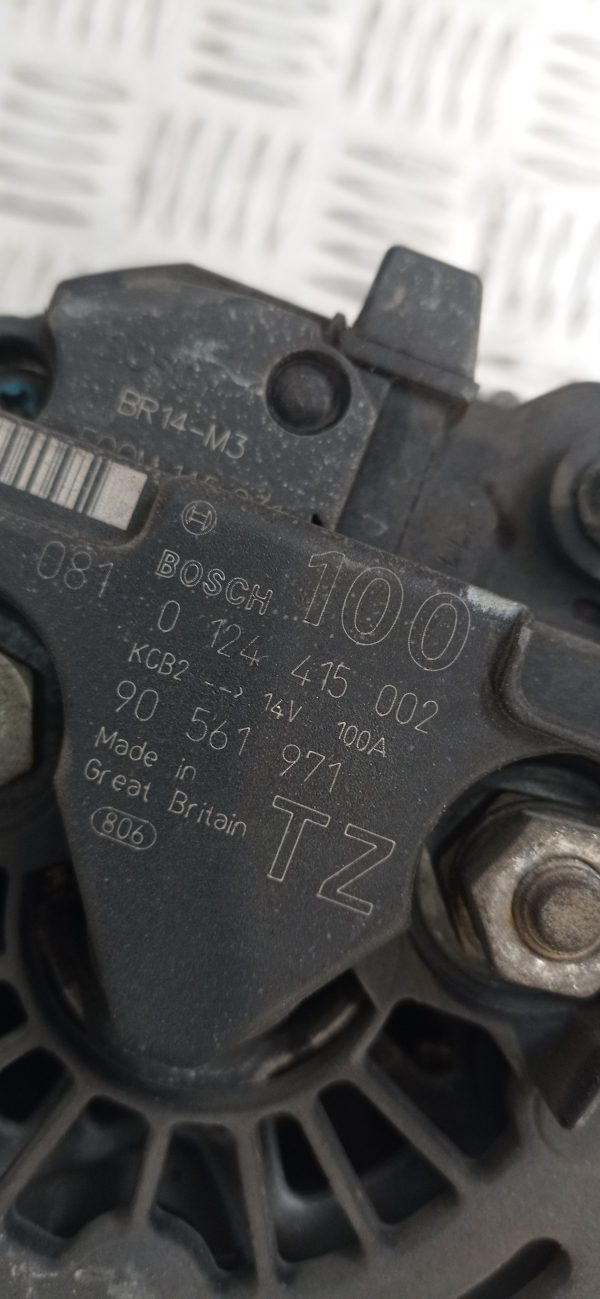 BR14-M3
BOSCH 100
081
0 124 415 002
KCB2 --> 14V 100A
90 561 971
Made in
Great Britain
806
TZ